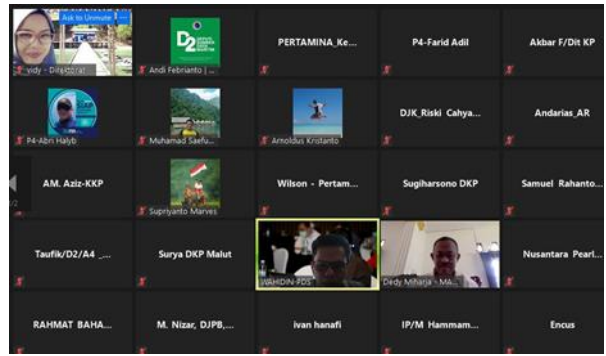 Ask to Unmute
vidy - Direktorat
D2
Andi Febrianto | ...
PERTAMINA_Ke...
P4-Farid Adil
Akbar F/Dit KP
P4-Abri Halyb
Muhamad Saefu...
Arnoldus Kristanto
DJK_Riski Cahya...
Andarias_AR
2/2
AM. Aziz-KKP
Supriyanto Marves
Wilson - Pertam...
Sugiharsono DKP
Samuel Rahanto...
Taufik/D2/A4 _...
Surya DKP Malut
WAHIDIN-PDS
Dedy Miharja - MA...
Nusantara Pearl...
RAHMAT BAHA...
M. Nizar, DJPB,...
ivan hanafi
IP/M Hammam...
Encus